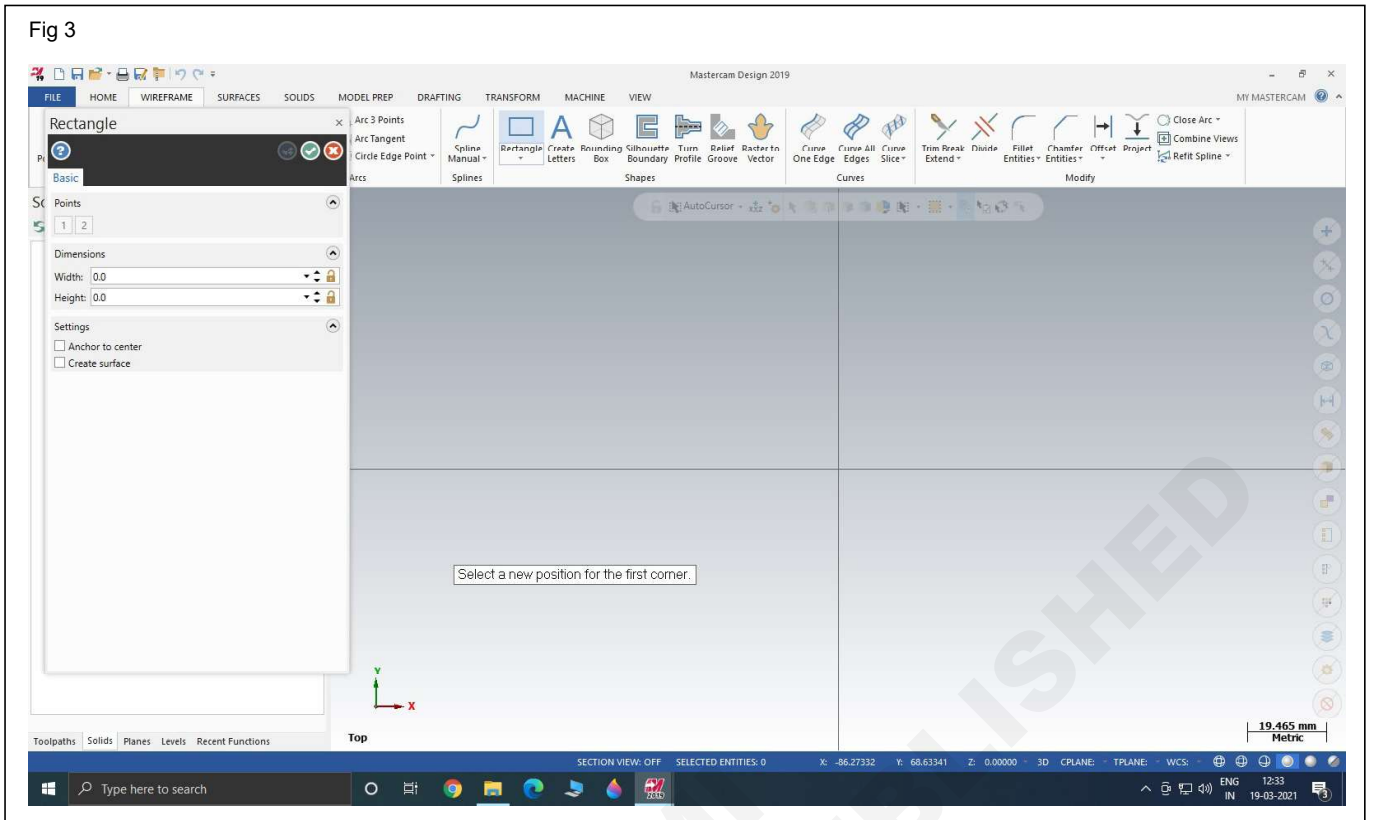 Fig 3
Mastercam Design 2019
FILE HOME WIREFRAME SURFACES SOLIDS MODEL PREP DRAFTING TRANSFORM MACHINE VIEW MY MASTERCAM
Rectangle
Basic
Points
1 2
Dimensions
Width: 0.0
Height: 0.0
Settings
Anchor to center
Create surface
Arc 3 Points
Arc Tangent
Circle Edge Point
Arcs
Spline Manual
Splines
Rectangle
Create Letters
Bounding Box
Silhouette Boundary
Turn Profile
Relief Groove
Raster to Vector
Shapes
Curve One Edge
Curve All Edges
Curve Slice
Curves
Trim Break Extend
Divide
Fillet Entities
Chamfer Entities
Offset
Project
Close Arc
Combine Views
Refit Spline
Modify
AutoCursor
Select a new position for the first corner.
Y
X
Top
19.465 mm
Metric
Toolpaths Solids Planes Levels Recent Functions
SECTION VIEW: OFF SELECTED ENTITIES: 0 X: -86.27332 Y: 68.63341 Z: 0.00000 3D CPLANE: TPLANE: WCS:
Type here to search
2019
ENG
IN
12:33
19-03-2021
3